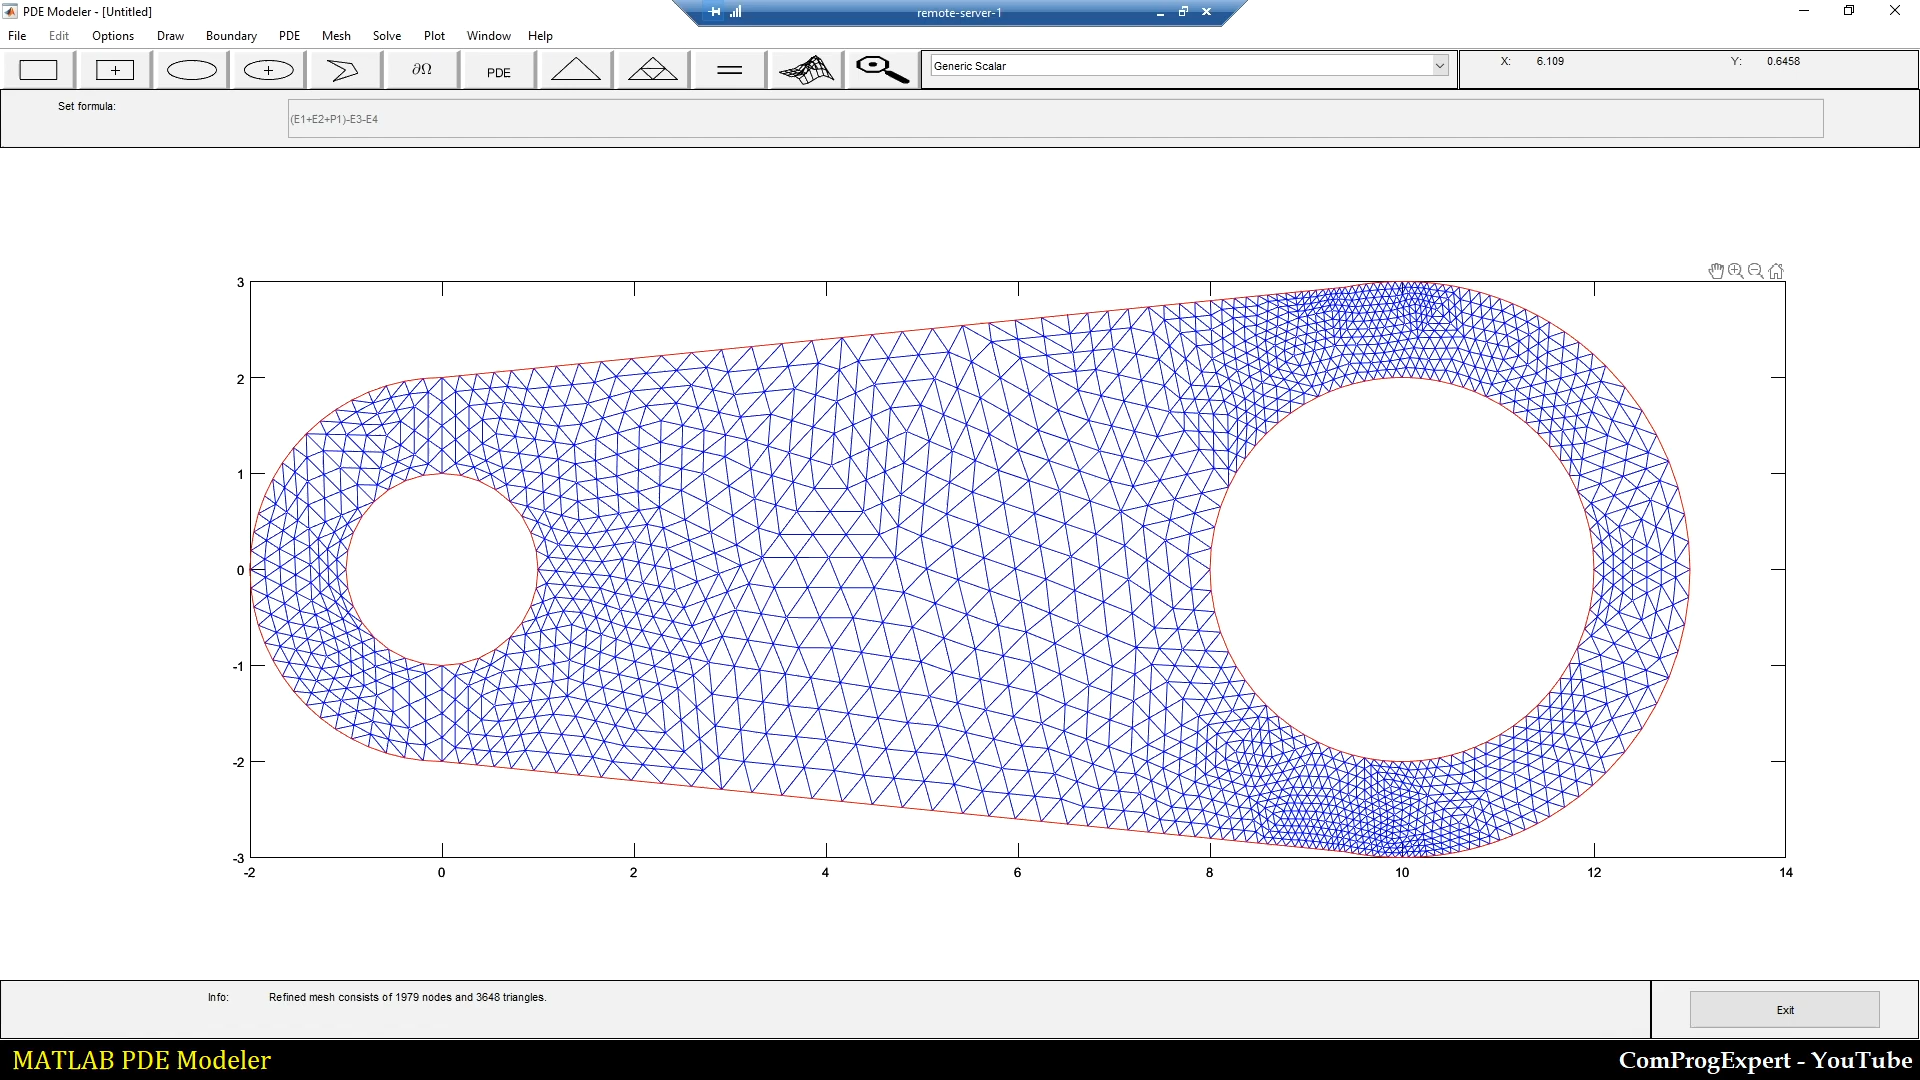 PDE Modeler - [Untitled]
remote-server-1
File Edit Options Draw Boundary PDE Mesh Solve Plot Window Help
∂Ω PDE Generic Scalar X: 6.109 Y: 0.6458
Set formula: (E1+E2+P1)-E3-E4
3
2
1
0
-1
-2
-3
-2 0 2 4 6 8 10 12 14
Info: Refined mesh consists of 1979 nodes and 3648 triangles.
Exit
MATLAB PDE Modeler
ComProgExpert - YouTube